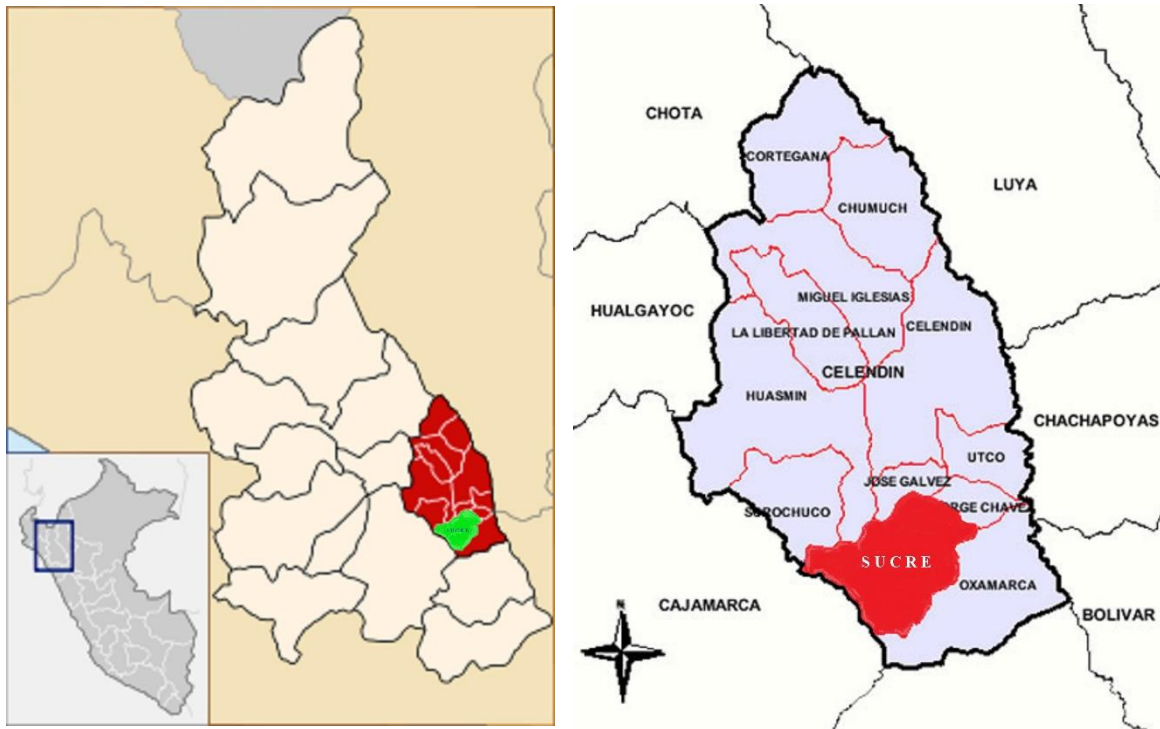 CHOTA
CORTEGANA
LUYA
CHUMUCH
MIGUEL IGLESIAS
HUALGAYOC
CELENDIN
LA LIBERTAD DE PALLAN
CELENDIN
HUASMIN
CHACHAPOYAS
UTCO
JOSE GALVEZ
RGE CHAVEZ
SOROCHUCO
SUCRE
OXAMARCA
CAJAMARCA
N
BOLIVAR